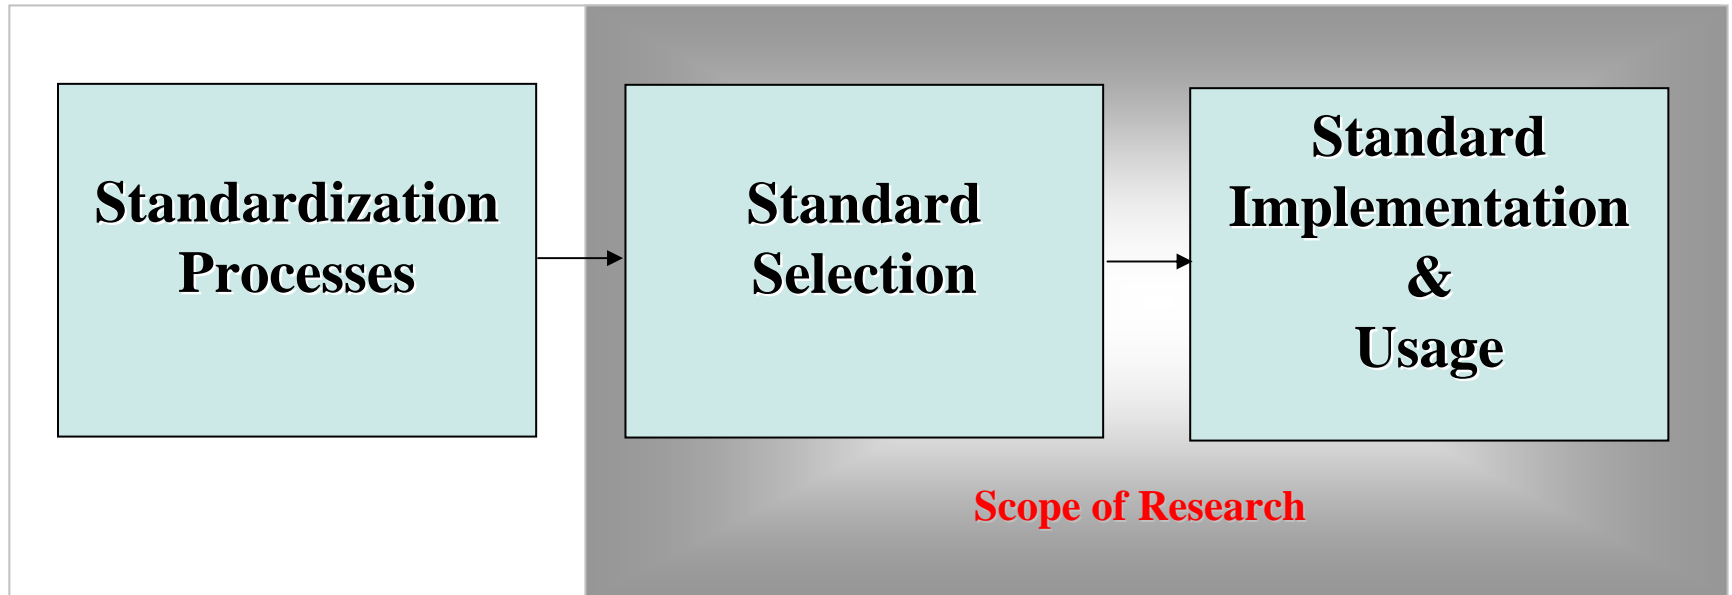 Standardization
Processes
Standard
Selection
Standard
Implementation
&
Usage
Scope of Research